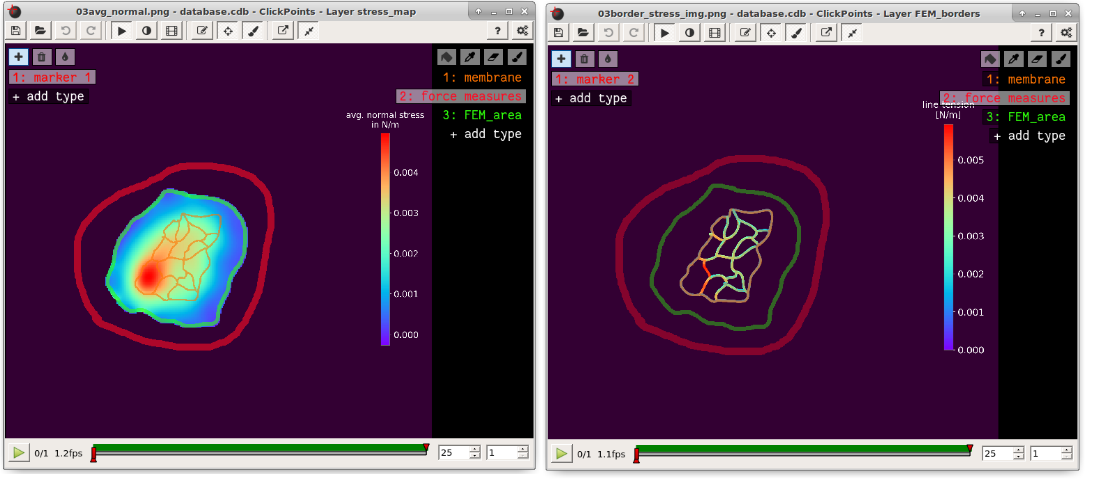 03avg_normal.png - database.cdb - ClickPoints - Layer stress_map
?
1: marker 1
+ add type
1: membrane
2: force measures
3: FEM_area
+ add type
avg. normal stress
in N/m
0.004
0.003
0.002
0.001
0.000
0/1 1.2fps
25
1
03border_stress_img.png - database.cdb - ClickPoints - Layer FEM_borders
?
1: marker 2
+ add type
1: membrane
2: force measures
3: FEM_area
+ add type
line tension
[N/m]
0.005
0.004
0.003
0.002
0.001
0.000
0/1 1.1fps
25
1